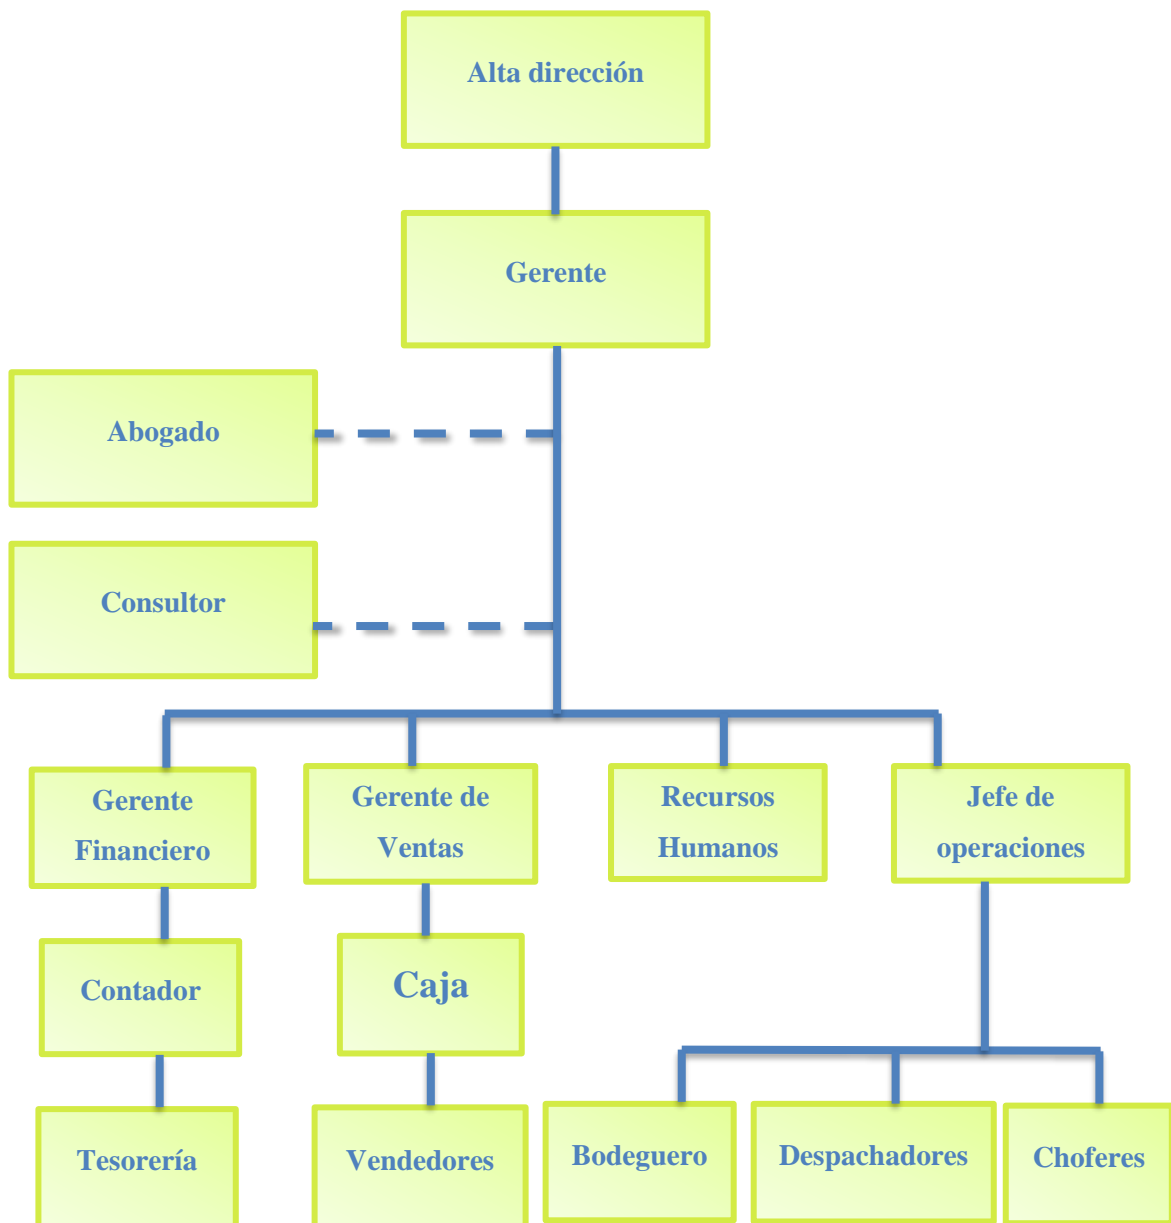 Alta dirección
Gerente
Abogado
Consultor
Gerente
Financiero
Gerente de
Ventas
Recursos
Humanos
Jefe de
operaciones
Contador
Caja
Tesorería
Vendedores
Bodeguero
Despachadores
Choferes